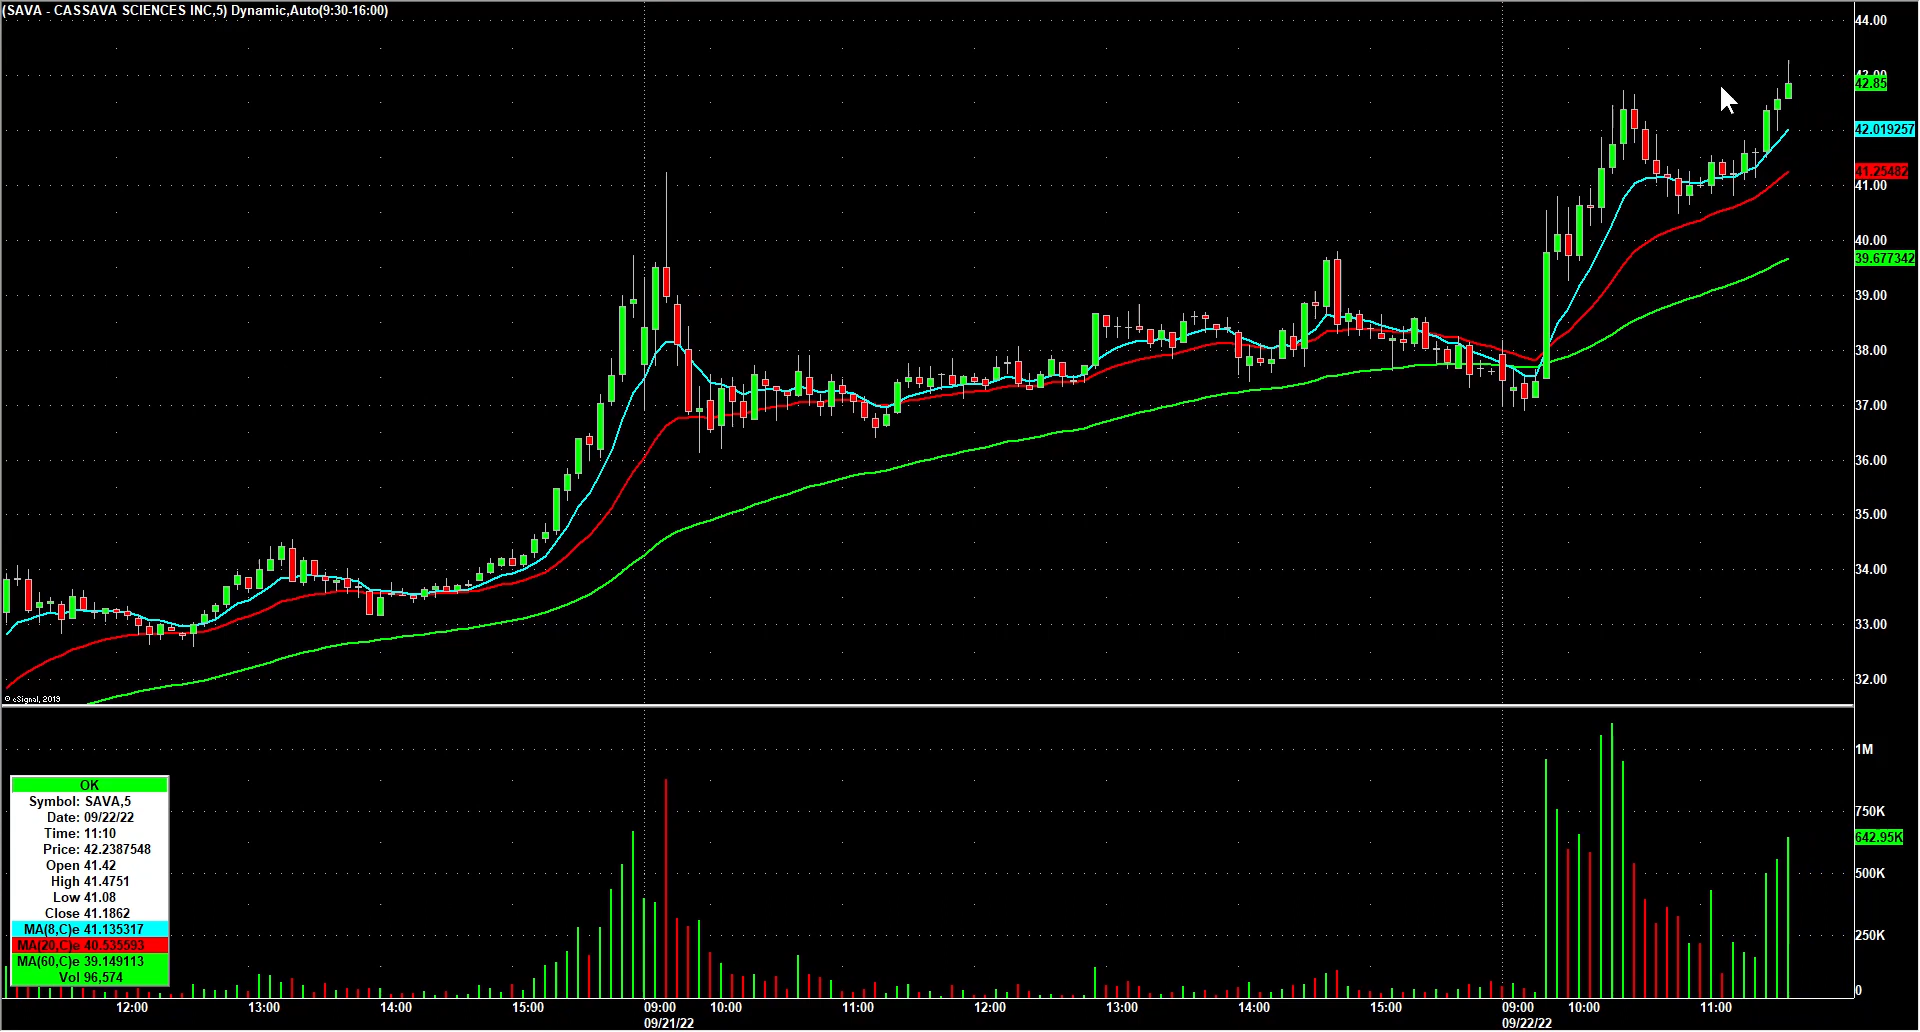 (SAVA - CASSAVA SCIENCES INC,5) Dynamic,Auto(9:30-16:00)
44.00
42.85
42.019257
41.25482
41.00
40.00
39.677342
39.00
38.00
37.00
36.00
35.00
34.00
33.00
32.00
© eSignal, 2019
1M
750K
642.95K
500K
250K
0
OK
Symbol: SAVA,5
Date: 09/22/22
Time: 11:10
Price: 42.2387548
Open 41.42
High 41.4751
Low 41.08
Close 41.1862
MA(8,C)e 41.135317
MA(20,C)e 40.535593
MA(60,C)e 39.149113
Vol 96,574
12:00 13:00 14:00 15:00 09:00 10:00 11:00 12:00 13:00 14:00 15:00 09:00 10:00 11:00
09/21/22 09/22/22